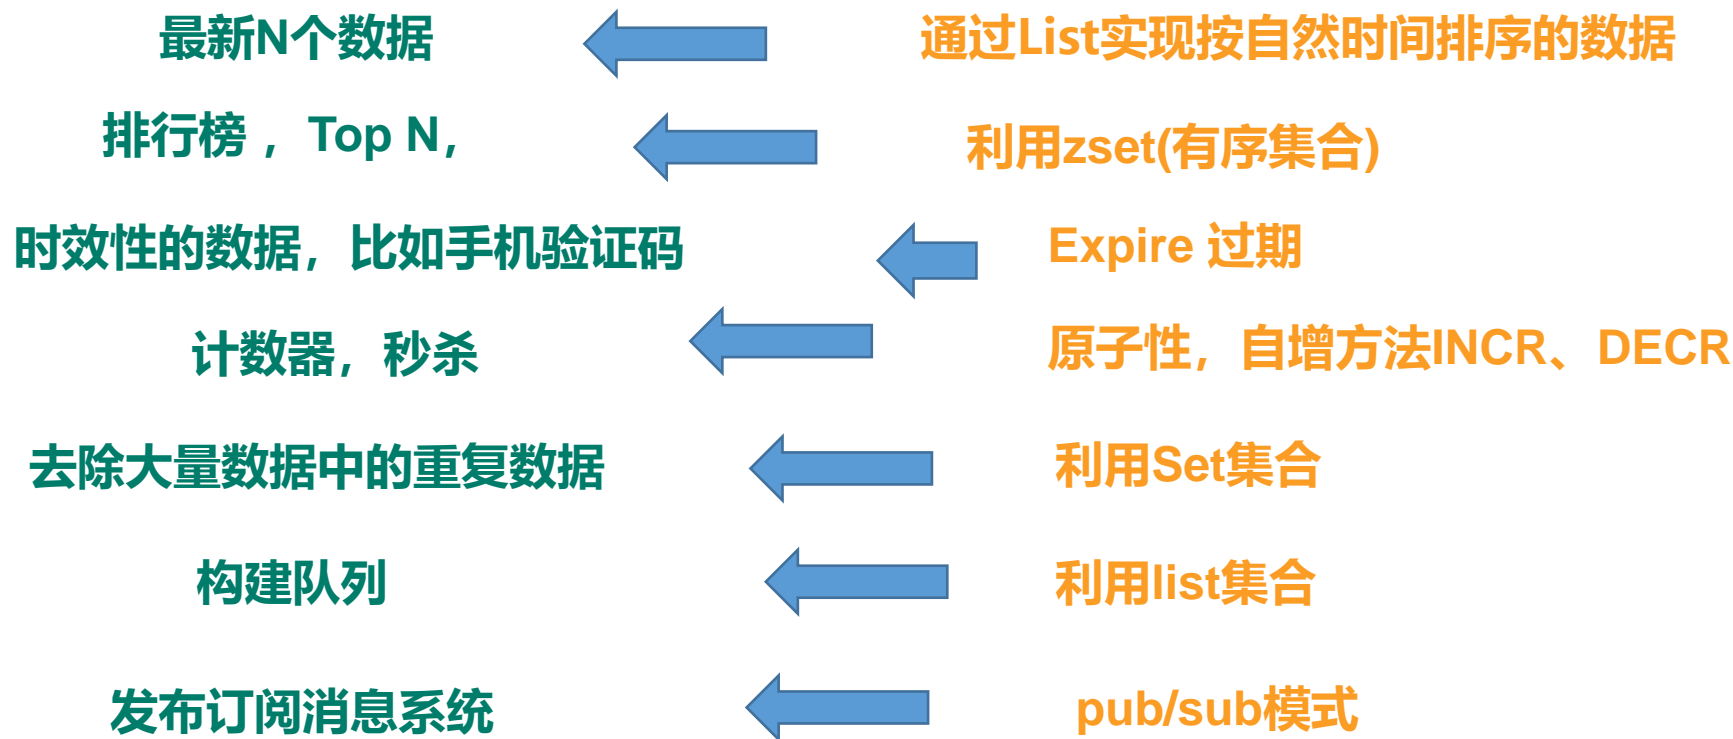 最新N个数据 通过List实现按自然时间排序的数据
排行榜， Top N， 利用zset(有序集合)
时效性的数据，比如手机验证码 Expire 过期
计数器，秒杀 原子性，自增方法INCR、DECR
去除大量数据中的重复数据 利用Set集合
构建队列 利用list集合
发布订阅消息系统 pub/sub模式